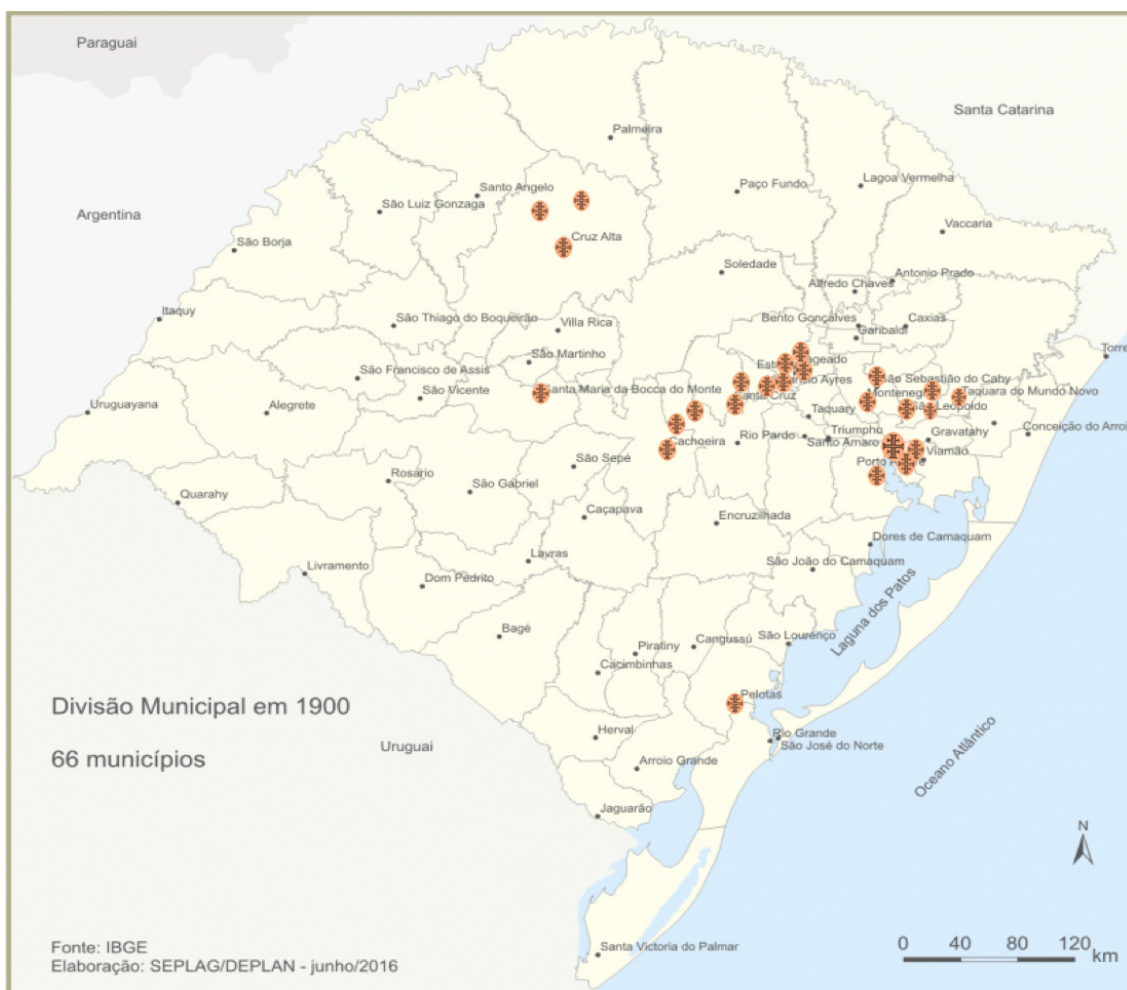 Paraguai
Santa Catarina
Palmeira
Argentina
Santo Angelo
Lagoa Vermelha
Paço Fundo
São Luiz Gonzaga
Vaccaria
Cruz Alta
São Borja
Soledade
Antonio Prado
Alfredo Chaves
Itaquy
São Thiago do Boqueirão
Villa Rica
Bento Gonçalves
Caxias
Garibaldi
São Martinho
Torre
São Francisco de Assis
São Sebastião do Cahy
São Vicente
Santa Maria da Bocca do Monte
Taquara do Mundo Novo
Uruguayana
Alegrete
Taquary
Conceição do Arroi
Cachoeira
Rio Pardo
Triumpho
Santo Amaro
Gravatahy
Viamão
São Sepé
Rosario
São Gabriel
Quarahy
Caçapava
Encruzilhada
Dores de Camaquam
Lavras
São João do Camaquam
Livramento
Dom Pedrito
Laguna dos Patos
Bagé
Cangussú
São Lourenço
Piratiny
Cacimbinhas
Pelotas
Divisão Municipal em 1900
66 municípios
Uruguai
Herval
Rio Grande
São José do Norte
Arroio Grande
Oceano Atlântico
Jaguarão
N
Santa Victoria do Palmar
Fonte: IBGE
Elaboração: SEPLAG/DEPLAN - junho/2016
0 40 80 120 km